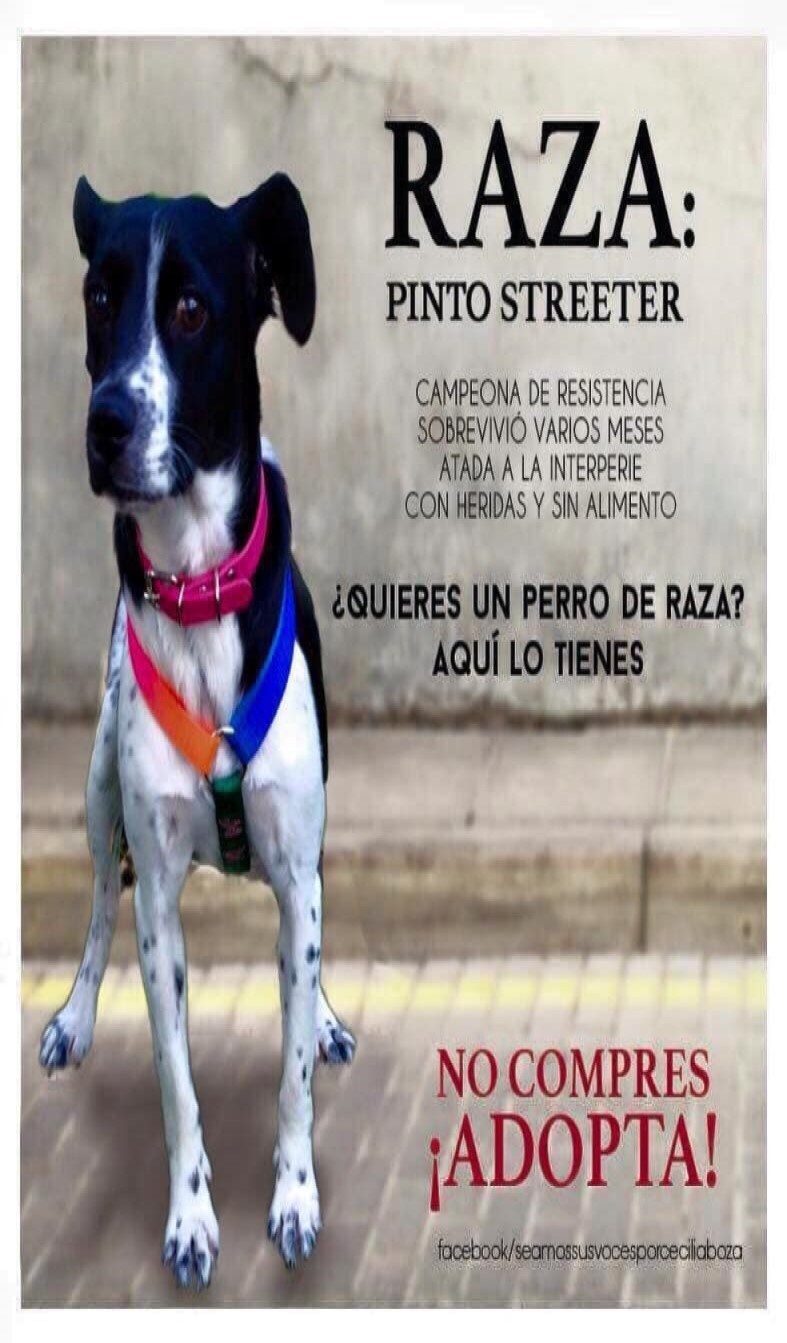 RAZA:
PINTO STREETER
CAMPEONA DE RESISTENCIA
SOBREVIVIÓ VARIOS MESES
ATADA A LA INTERPERIE
CON HERIDAS Y SIN ALIMENTO
¿QUIERES UN PERRO DE RAZA?
AQUÍ LO TIENES
NO COMPRES
¡ADOPTA!
facebook/seamossusvocesporceciliaboza